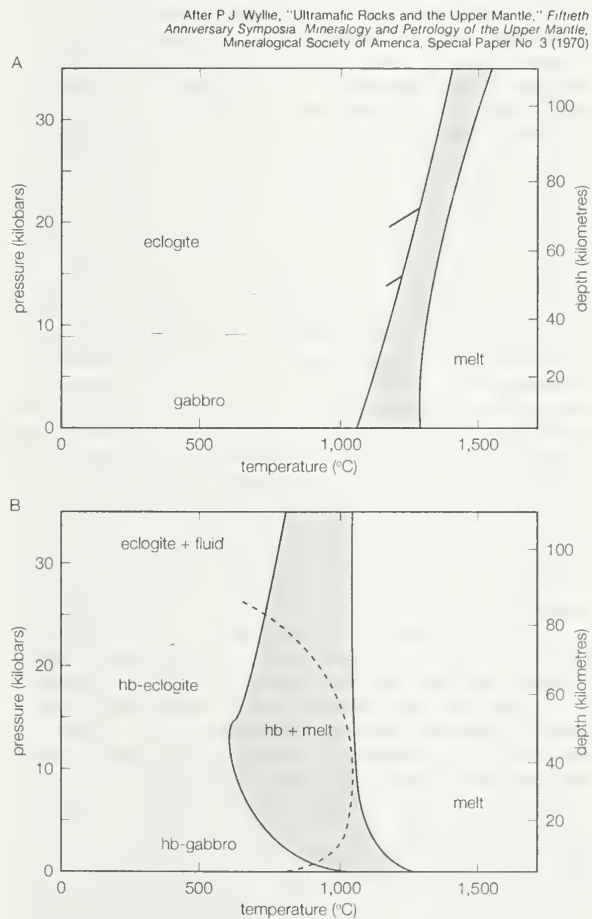 After P.J. Wyllie, "Ultramafic Rocks and the Upper Mantle," Fiftieth
Anniversary Symposia Mineralogy and Petrology of the Upper Mantle,
Mineralogical Society of America, Special Paper No 3 (1970)
A
pressure (kilobars)
30
20
10
0
eclogite
gabbro
melt
100
80
60
40
20
depth (kilometres)
0
500
1,000
1,500
temperature (°C)
B
pressure (kilobars)
30
20
10
0
eclogite + fluid
hb-eclogite
hb + melt
hb-gabbro
melt
100
80
60
40
20
depth (kilometres)
0
500
1,000
1,500
temperature (°C)